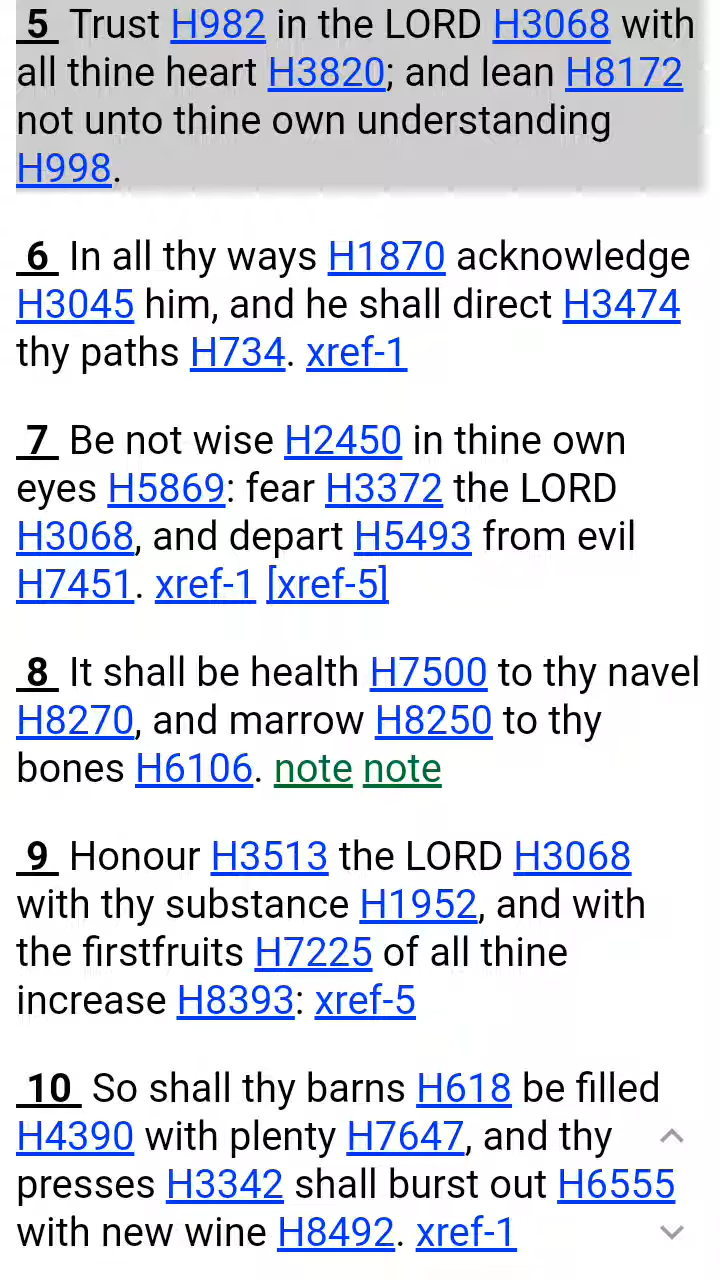 5 Trust H982 in the LORD H3068 with
all thine heart H3820; and lean H8172
not unto thine own understanding
H998.
6 In all thy ways H1870 acknowledge
H3045 him, and he shall direct H3474
thy paths H734. xref-1
7 Be not wise H2450 in thine own
eyes H5869: fear H3372 the LORD
H3068, and depart H5493 from evil
H7451. xref-1 [xref-5]
8 It shall be health H7500 to thy navel
H8270, and marrow H8250 to thy
bones H6106. note note
9 Honour H3513 the LORD H3068
with thy substance H1952, and with
the firstfruits H7225 of all thine
increase H8393: xref-5
10 So shall thy barns H618 be filled
H4390 with plenty H7647, and thy
presses H3342 shall burst out H6555
with new wine H8492. xref-1